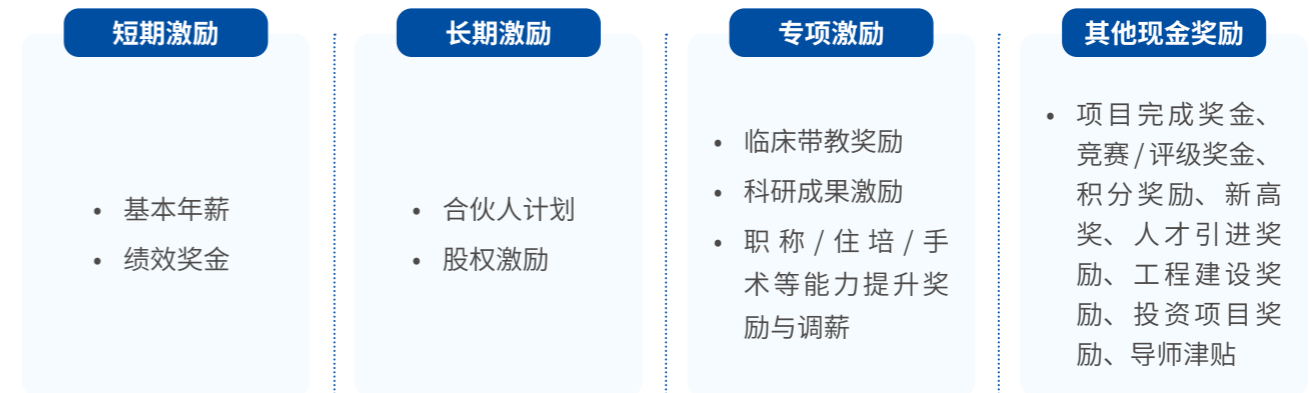 短期激励
• 基本年薪
• 绩效奖金
长期激励
• 合伙人计划
• 股权激励
专项激励
• 临床带教奖励
• 科研成果激励
• 职称/住培/手
术等能力提升奖
励与调薪
其他现金奖励
• 项目完成奖金、
竞赛/评级奖金、
积分奖励、新高
奖、人才引进奖
励、工程建设奖
励、投资项目奖
励、导师津贴